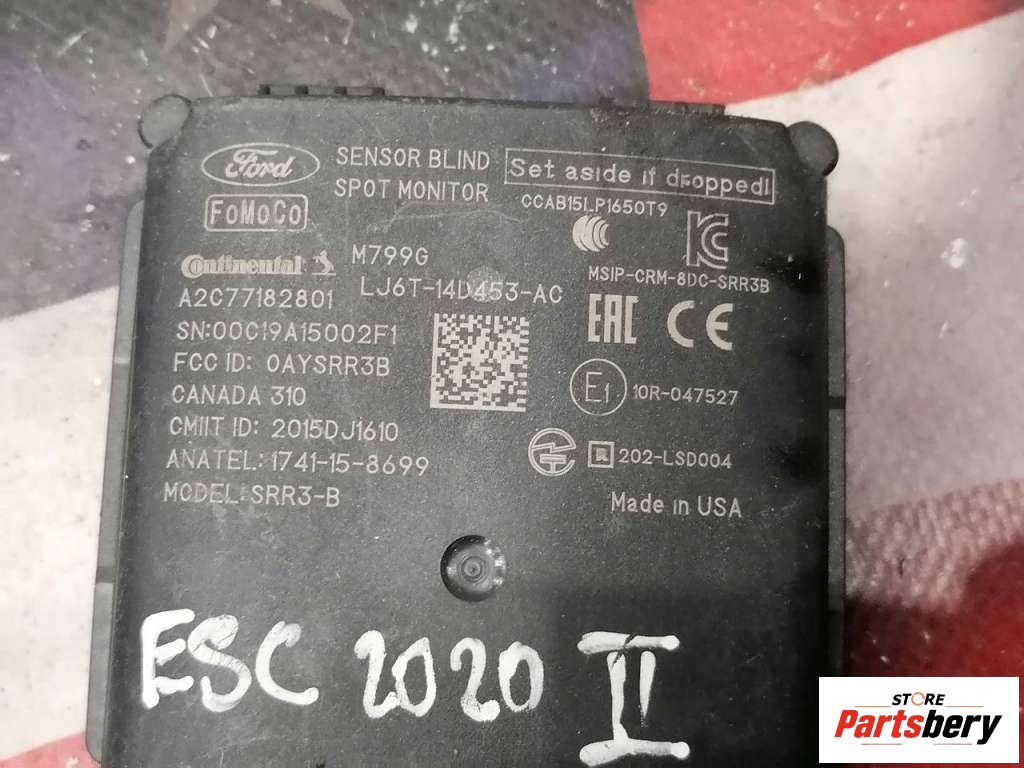 Ford
SENSOR BLIND
SPOT MONITOR
Set aside if dropped!
FoMoCo
CCAB15LP1650T9
Continental
M799G
MSIP-CRM-8DC-SRR3B
A2C77182801
LJ6T-14D453-AC
SN:00C19A15002F1
EAC CE
FCC ID: OAYSRR3B
CANADA 310
E1 10R-047527
CMIIT ID: 2015DJ1610
ANATEL: 1741-15-8699
R 202-LSD004
MODEL: SRR3-B
Made in USA
ESC 2020 II
STORE
Partsbery